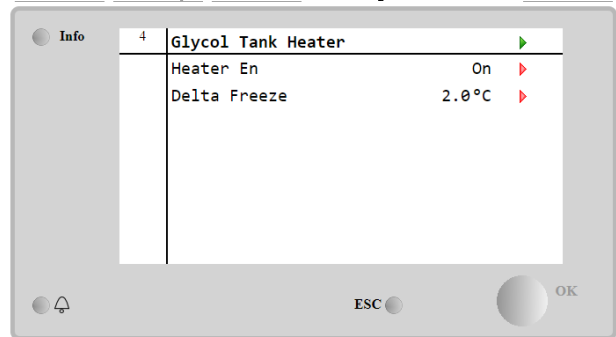 Info
4 Glycol Tank Heater
Heater En On
Delta Freeze 2.0°C
ESC
OK